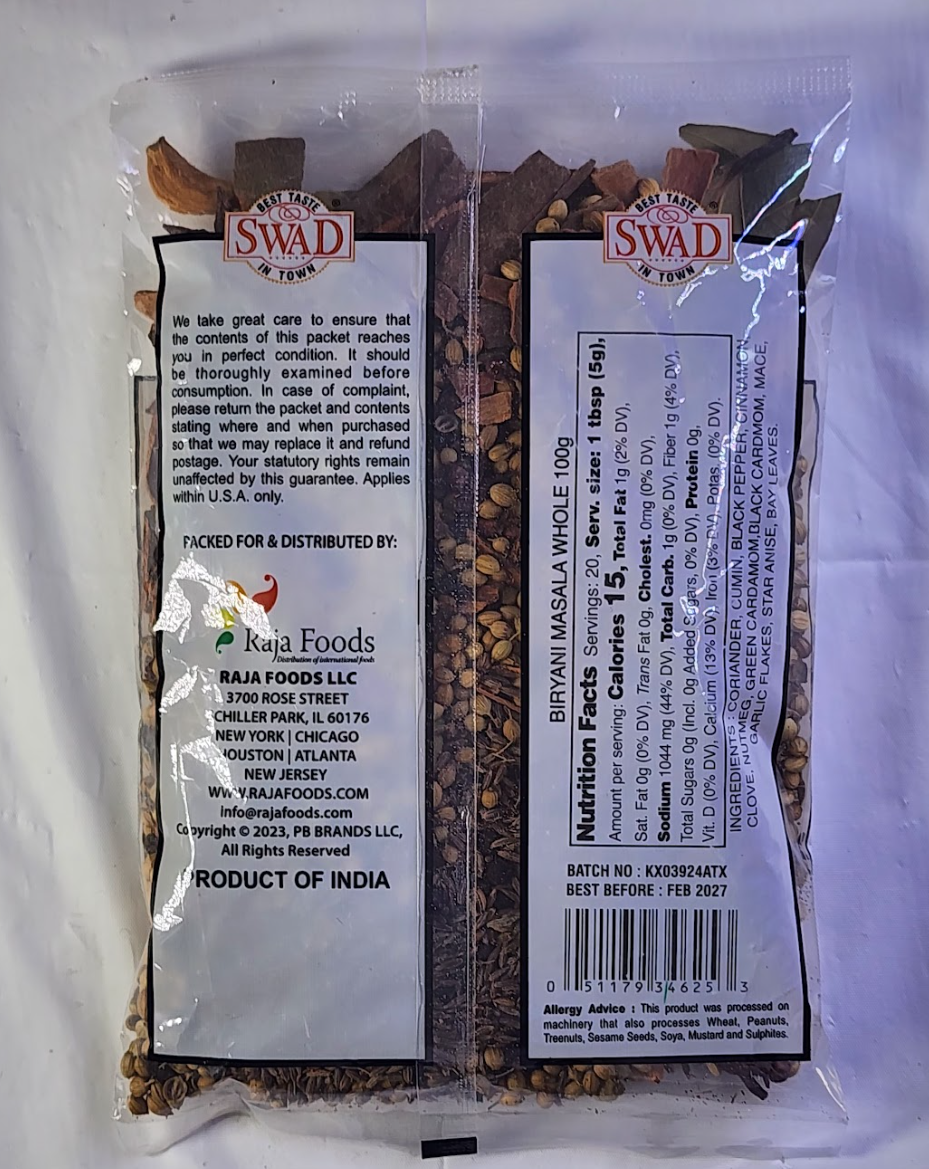 BEST TASTE
SWAD
IN TOWN
We take great care to ensure that
the contents of this packet reaches
you in perfect condition. It should
be thoroughly examined before
consumption. In case of complaint,
please return the packet and contents
stating where and when purchased
so that we may replace it and refund
postage. Your statutory rights remain
unaffected by this guarantee. Applies
within U.S.A. only.
PACKED FOR & DISTRIBUTED BY:
Raja Foods
Distribution of international foods
RAJA FOODS LLC
3700 ROSE STREET
CHILLER PARK, IL 60176
NEW YORK | CHICAGO
HOUSTON | ATLANTA
NEW JERSEY
WWW.RAJAFOODS.COM
info@rajafoods.com
Copyright © 2023, PB BRANDS LLC,
All Rights Reserved
PRODUCT OF INDIA
BEST TASTE ®
SWAD
IN TOWN
BIRYANI MASALA WHOLE 100g
Nutrition Facts Servings: 20, Serv. size: 1 tbsp (5g),
Amount per serving: Calories 15, Total Fat 1g (2% DV),
Sat. Fat 0g (0% DV), Trans Fat 0g, Cholest. 0mg (0% DV),
Sodium 1044 mg (44% DV), Total Carb. 1g (0% DV), Fiber 1g (4% DV),
Total Sugars 0g (Incl. 0g Added Sugars, 0% DV), Protein 0g,
Vit. D (0% DV), Calcium (13% DV), Iron (3% DV), Potas. (0% DV).
INGREDIENTS : CORIANDER, CUMIN, BLACK PEPPER, CINNAMON,
CLOVE, NUTMEG, GREEN CARDAMOM,BLACK CARDMOM, MACE,
GARLIC FLAKES, STAR ANISE, BAY LEAVES.
BATCH NO : KX03924ATX
BEST BEFORE : FEB 2027
0 51179 34625 3
Allergy Advice : This product was processed on
machinery that also processes Wheat, Peanuts,
Treenuts, Sesame Seeds, Soya, Mustard and Sulphites.